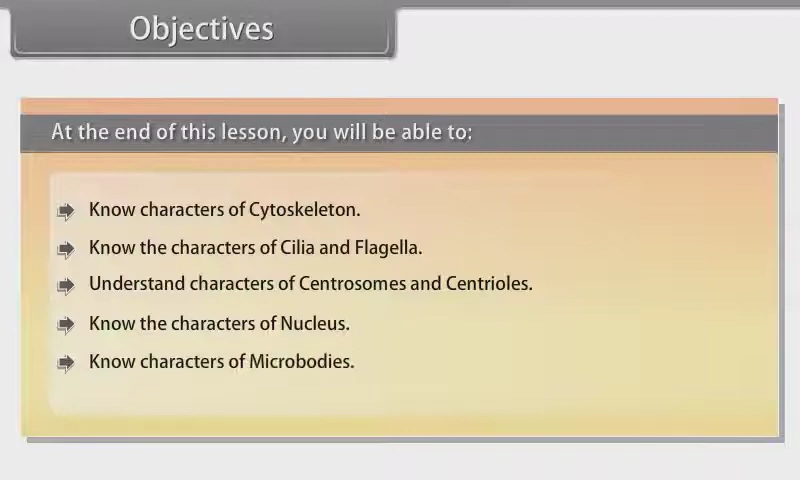 Objectives
At the end of this lesson, you will be able to:
Know characters of Cytoskeleton.
Know the characters of Cilia and Flagella.
Understand characters of Centrosomes and Centrioles.
Know the characters of Nucleus.
Know characters of Microbodies.